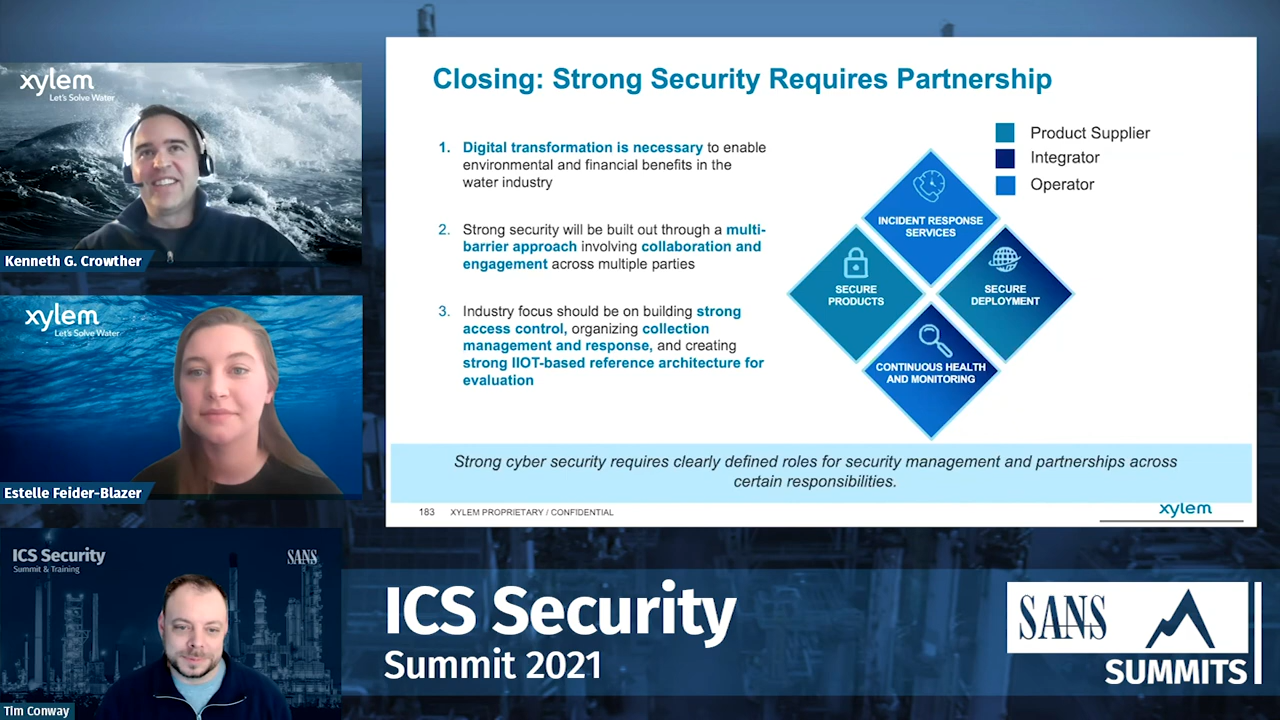 xylem
Let's Solve Water
Kenneth G. Crowther
xylem
Let's Solve Water
Estelle Feider-Blazer
ICS Security
Summit & Training
SANS
Tim Conway
Closing: Strong Security Requires Partnership
1. Digital transformation is necessary to enable
environmental and financial benefits in the
water industry
2. Strong security will be built out through a multi-
barrier approach involving collaboration and
engagement across multiple parties
3. Industry focus should be on building strong
access control, organizing collection
management and response, and creating
strong IIOT-based reference architecture for
evaluation
Product Supplier
Integrator
Operator
INCIDENT RESPONSE
SERVICES
SECURE
PRODUCTS
SECURE
DEPLOYMENT
CONTINUOUS HEALTH
AND MONITORING
Strong cyber security requires clearly defined roles for security management and partnerships across
certain responsibilities.
183 XYLEM PROPRIETARY / CONFIDENTIAL
xylem
ICS Security
Summit 2021
SANS
SUMMITS